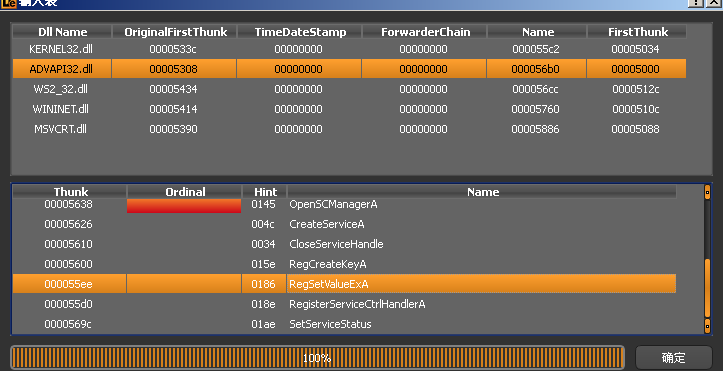 输入表
Dll Name OriginalFirstThunk TimeDateStamp ForwarderChain Name FirstThunk
KERNEL32.dll 0000533c 00000000 00000000 000055c2 00005034
ADVAPI32.dll 00005308 00000000 00000000 000056b0 00005000
WS2_32.dll 00005434 00000000 00000000 000056cc 0000512c
WININET.dll 00005414 00000000 00000000 00005760 0000510c
MSVCRT.dll 00005390 00000000 00000000 00005886 00005088
Thunk Ordinal Hint Name
00005638 0145 OpenSCManagerA
00005626 004c CreateServiceA
00005610 0034 CloseServiceHandle
00005600 015e RegCreateKeyA
000055ee 0186 RegSetValueExA
000055d0 018e RegisterServiceCtrlHandlerA
0000569c 01ae SetServiceStatus
100% 确定